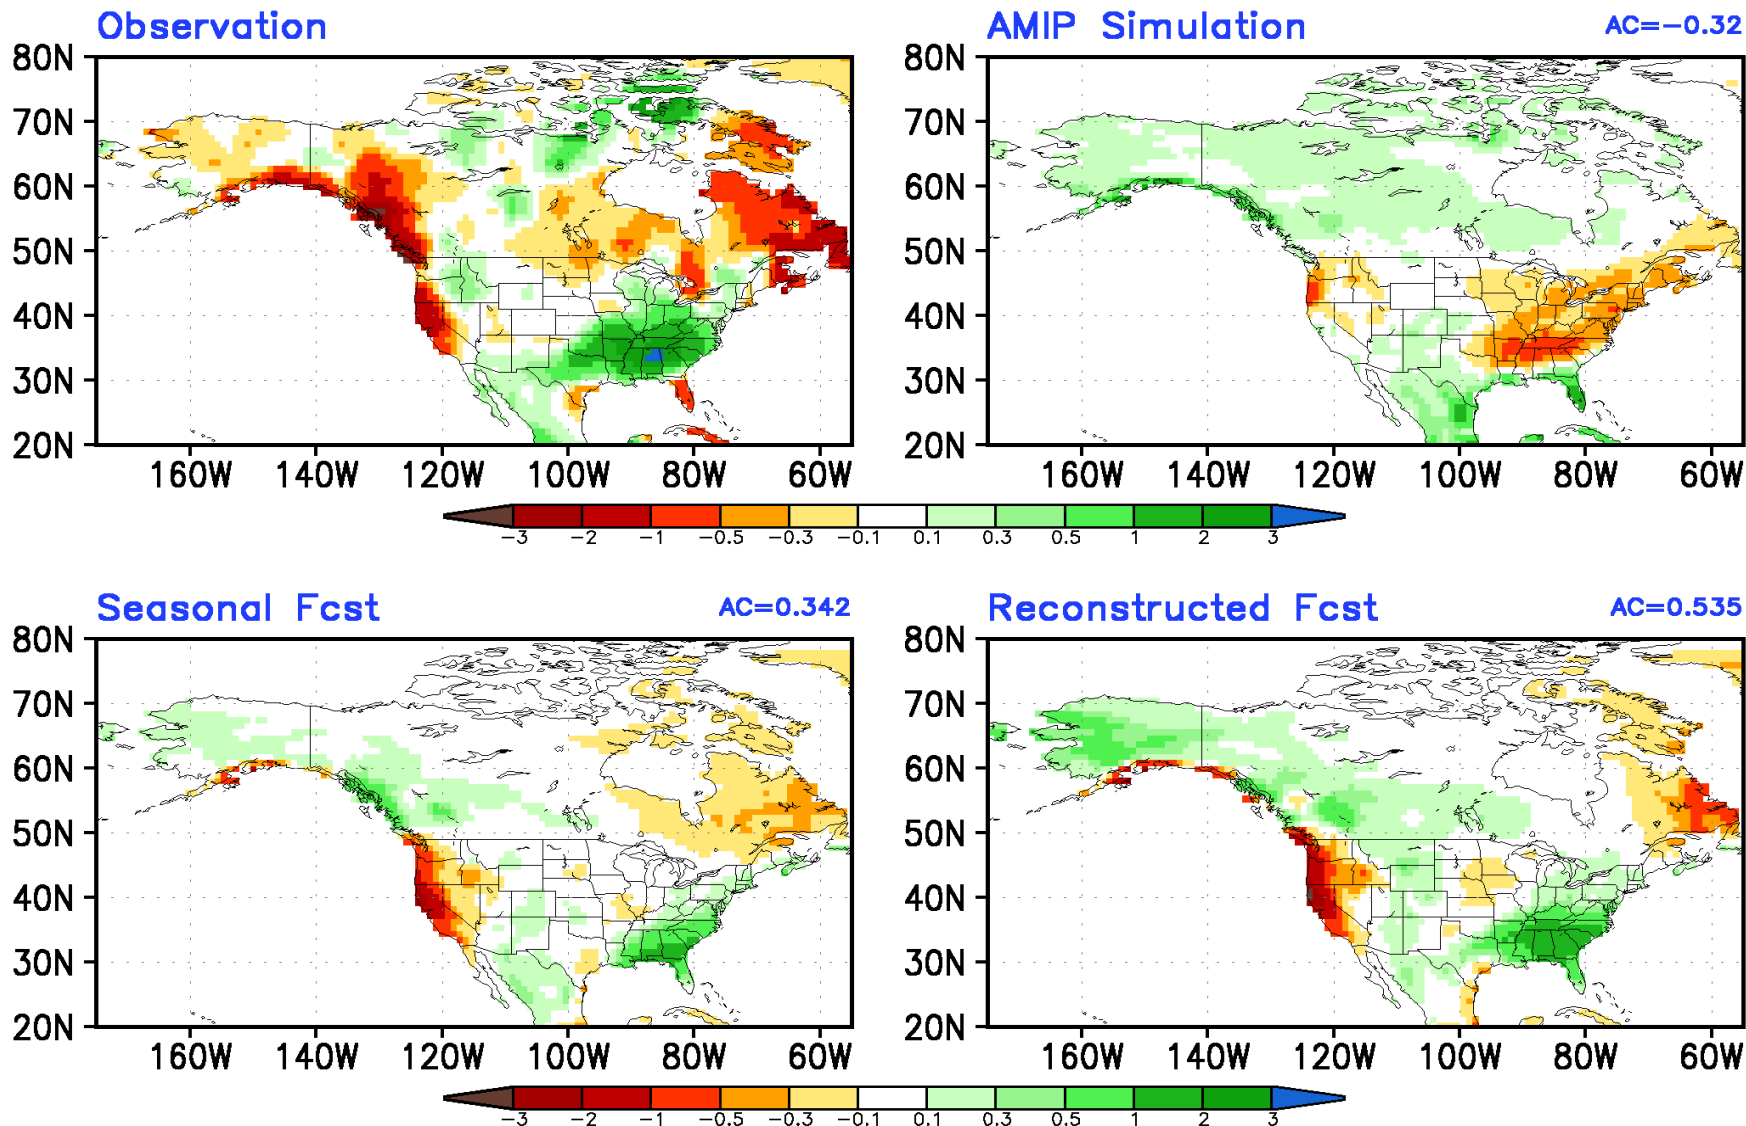 Observation
AMIP Simulation AC=-0.32
80N 80N
70N 70N
60N 60N
50N 50N
40N 40N
30N 30N
20N 20N
160W 140W 120W 100W 80W 60W 160W 140W 120W 100W 80W 60W
-3 -2 -1 -0.5 -0.3 -0.1 0.1 0.3 0.5 1 2 3
Seasonal Fcst AC=0.342
Reconstructed Fcst AC=0.535
80N 80N
70N 70N
60N 60N
50N 50N
40N 40N
30N 30N
20N 20N
160W 140W 120W 100W 80W 60W 160W 140W 120W 100W 80W 60W
-3 -2 -1 -0.5 -0.3 -0.1 0.1 0.3 0.5 1 2 3